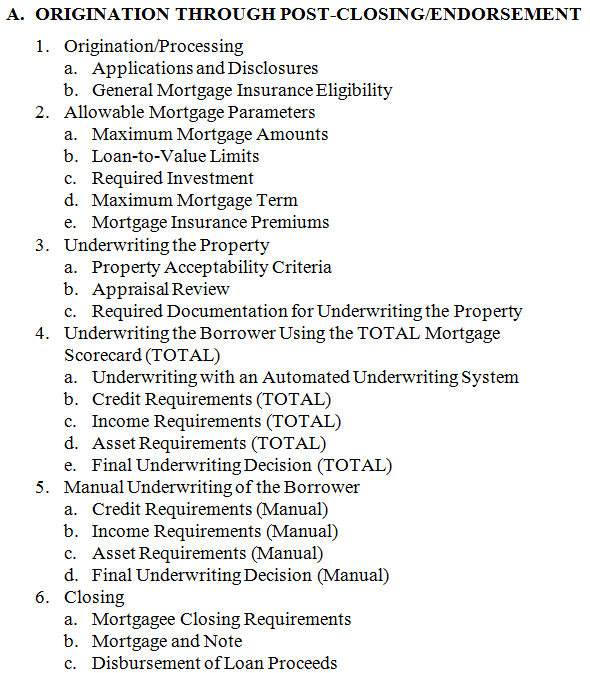 A. ORIGINATION THROUGH POST-CLOSING/ENDORSEMENT
1. Origination/Processing
a. Applications and Disclosures
b. General Mortgage Insurance Eligibility
2. Allowable Mortgage Parameters
a. Maximum Mortgage Amounts
b. Loan-to-Value Limits
c. Required Investment
d. Maximum Mortgage Term
e. Mortgage Insurance Premiums
3. Underwriting the Property
a. Property Acceptability Criteria
b. Appraisal Review
c. Required Documentation for Underwriting the Property
4. Underwriting the Borrower Using the TOTAL Mortgage
Scorecard (TOTAL)
a. Underwriting with an Automated Underwriting System
b. Credit Requirements (TOTAL)
c. Income Requirements (TOTAL)
d. Asset Requirements (TOTAL)
e. Final Underwriting Decision (TOTAL)
5. Manual Underwriting of the Borrower
a. Credit Requirements (Manual)
b. Income Requirements (Manual)
c. Asset Requirements (Manual)
d. Final Underwriting Decision (Manual)
6. Closing
a. Mortgagee Closing Requirements
b. Mortgage and Note
c. Disbursement of Loan Proceeds